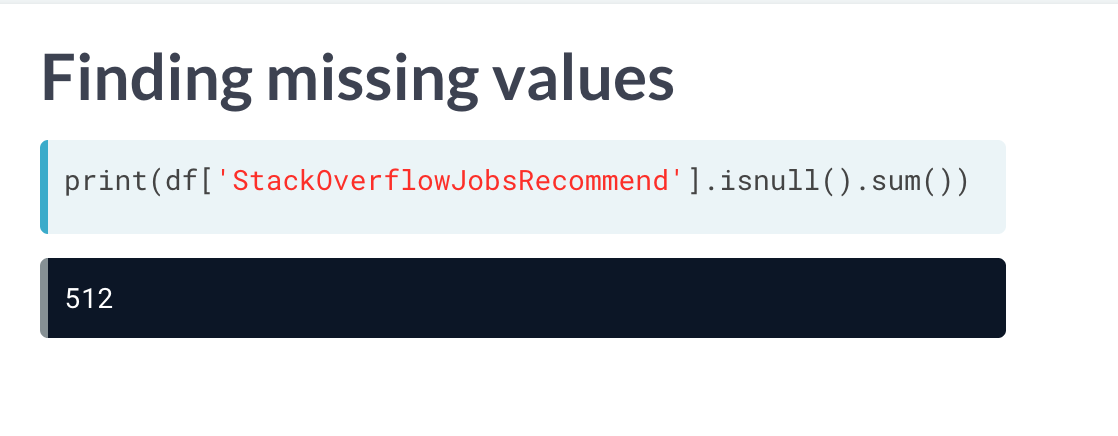 Finding missing values
print(df['StackOverflowJobsRecommend'].isnull().sum())
512